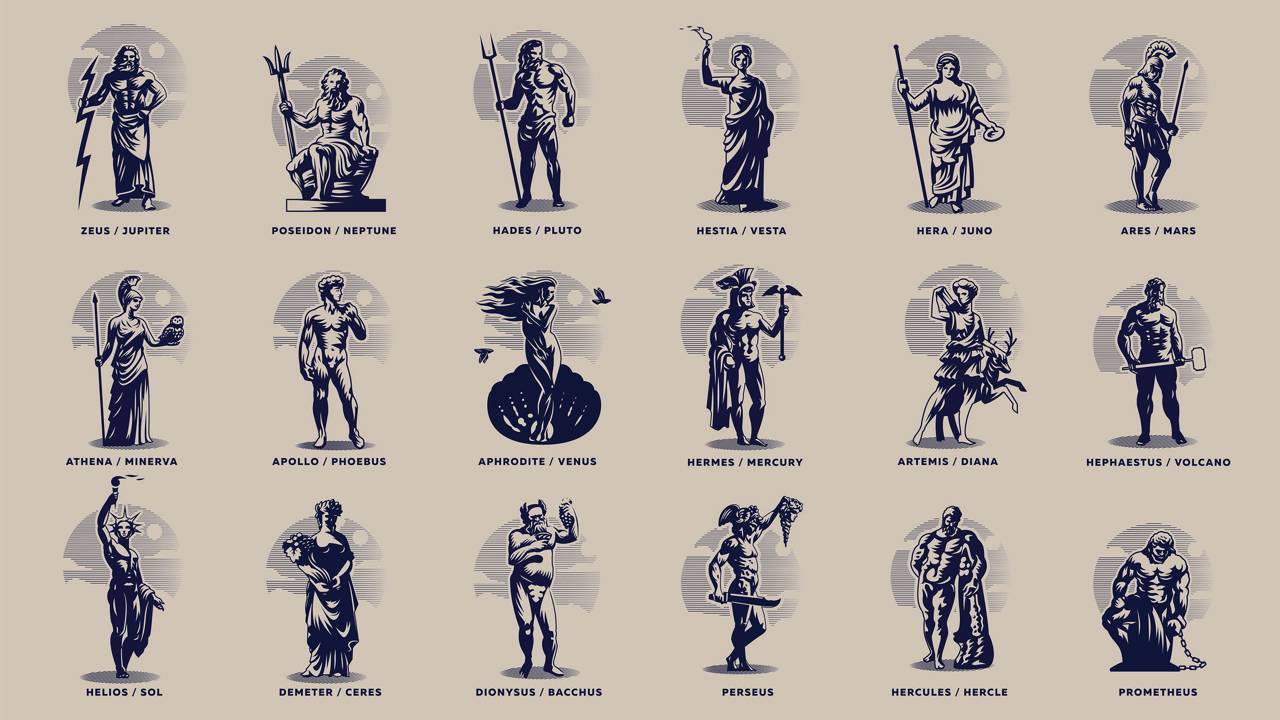 ZEUS / JUPITER
POSEIDON / NEPTUNE
HADES / PLUTO
HESTIA / VESTA
HERA / JUNO
ARES / MARS
ATHENA / MINERVA
APOLLO / PHOEBUS
APHRODITE / VENUS
HERMES / MERCURY
ARTEMIS / DIANA
HEPHAESTUS / VOLCANO
HELIOS / SOL
DEMETER / CERES
DIONYSUS / BACCHUS
PERSEUS
HERCULES / HERCLE
PROMETHEUS